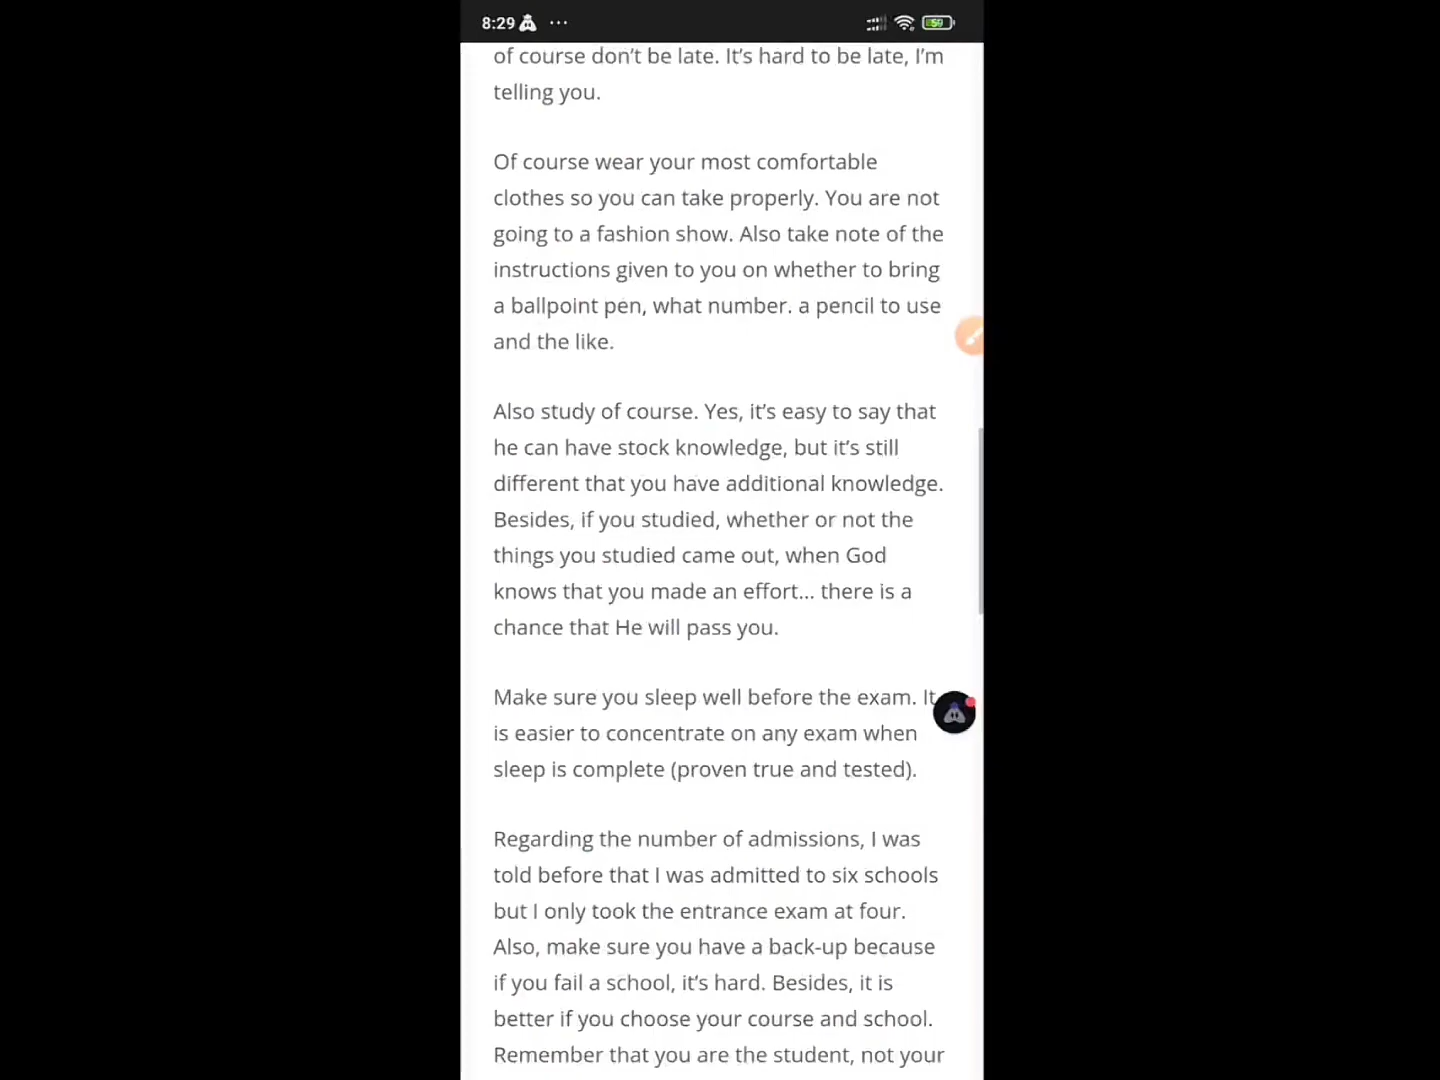 8:29
59
of course don't be late. It's hard to be late, I'm
telling you.
Of course wear your most comfortable
clothes so you can take properly. You are not
going to a fashion show. Also take note of the
instructions given to you on whether to bring
a ballpoint pen, what number. a pencil to use
and the like.
Also study of course. Yes, it's easy to say that
he can have stock knowledge, but it's still
different that you have additional knowledge.
Besides, if you studied, whether or not the
things you studied came out, when God
knows that you made an effort... there is a
chance that He will pass you.
Make sure you sleep well before the exam. It
is easier to concentrate on any exam when
sleep is complete (proven true and tested).
Regarding the number of admissions, I was
told before that I was admitted to six schools
but I only took the entrance exam at four.
Also, make sure you have a back-up because
if you fail a school, it's hard. Besides, it is
better if you choose your course and school.
Remember that you are the student, not your